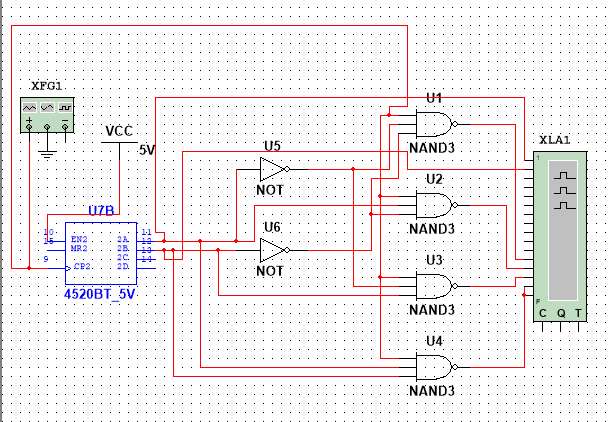 XFG1
VCC
5V
U7B
10
15
9
EN2
MR2
CP2
2A
2B
2C
2D
11
12
13
14
4520BT_5V
U5
NOT
U6
NOT
U1
NAND3
U2
NAND3
U3
NAND3
U4
NAND3
XLA1
1
F
C Q T